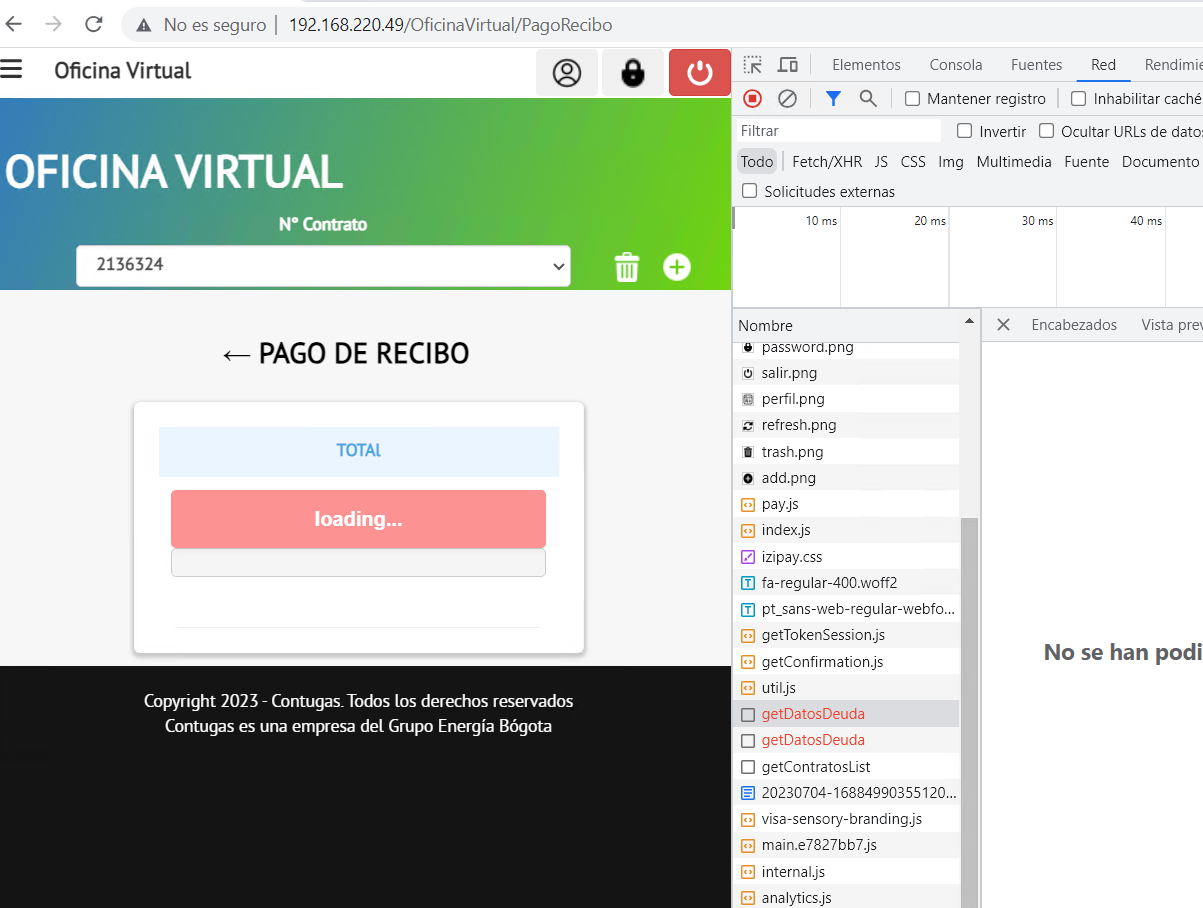 No es seguro | 192.168.220.49/OficinaVirtual/PagoRecibo
Oficina Virtual
OFICINA VIRTUAL
N° Contrato
2136324
← PAGO DE RECIBO
TOTAl
loading...
Copyright 2023 - Contugas. Todos los derechos reservados
Contugas es una empresa del Grupo Energía Bógota
Elementos Consola Fuentes Red Rendimie
Mantener registro Inhabilitar caché
Filtrar Invertir Ocultar URLs de datos
Todo Fetch/XHR JS CSS Img Multimedia Fuente Documento
Solicitudes externas
10 ms 20 ms 30 ms 40 ms
Nombre
Encabezados Vista prev
password.png
salir.png
perfil.png
refresh.png
trash.png
add.png
pay.js
index.js
izipay.css
fa-regular-400.woff2
pt_sans-web-regular-webfo...
getTokenSession.js
getConfirmation.js
util.js
getDatosDeuda
getDatosDeuda
getContratosList
20230704-16884990355120...
visa-sensory-branding.js
main.e7827bb7.js
internal.js
analytics.js
No se han podi